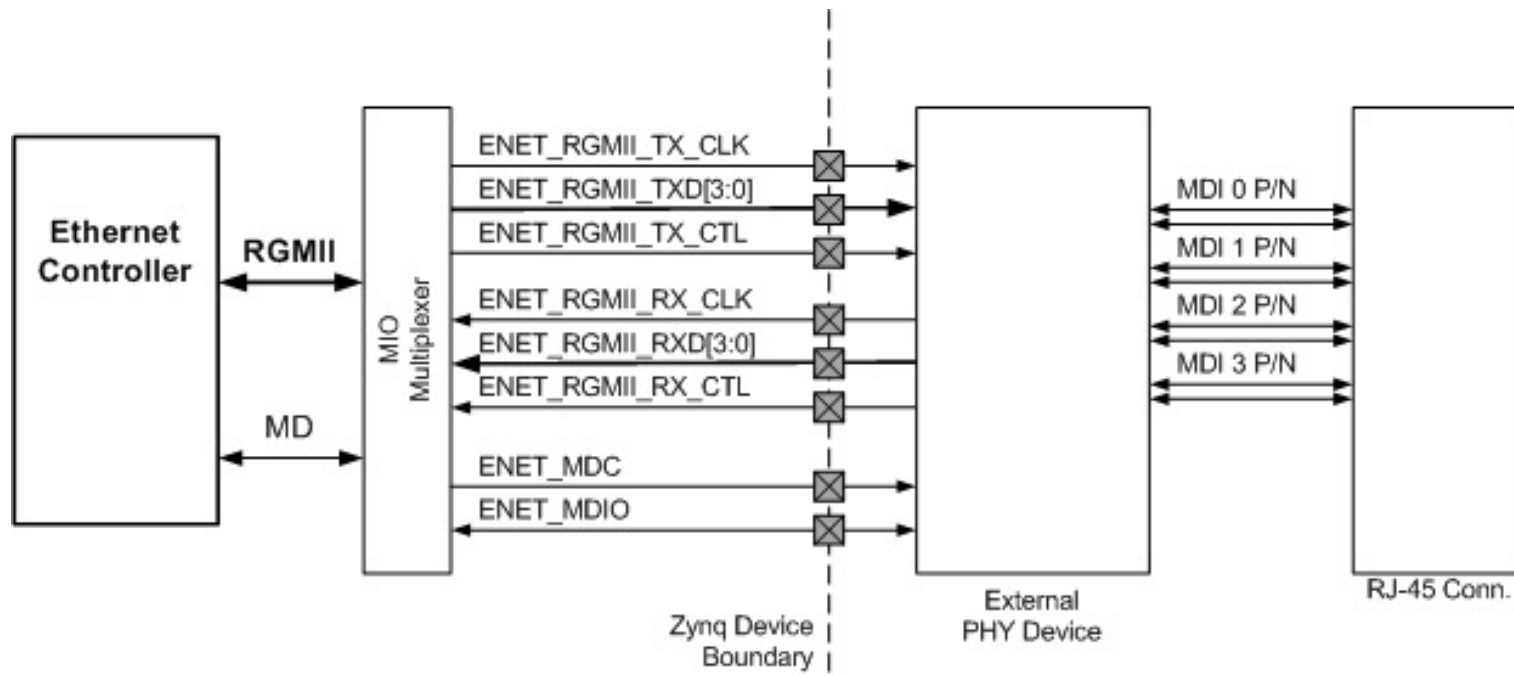 Ethernet
Controller
RGMII
MD
MIO
Multiplexer
ENET_RGMII_TX_CLK
ENET_RGMII_TXD[3:0]
ENET_RGMII_TX_CTL
ENET_RGMII_RX_CLK
ENET_RGMII_RXD[3:0]
ENET_RGMII_RX_CTL
ENET_MDC
ENET_MDIO
Zynq Device
Boundary
External
PHY Device
MDI 0 P/N
MDI 1 P/N
MDI 2 P/N
MDI 3 P/N
RJ-45 Conn.